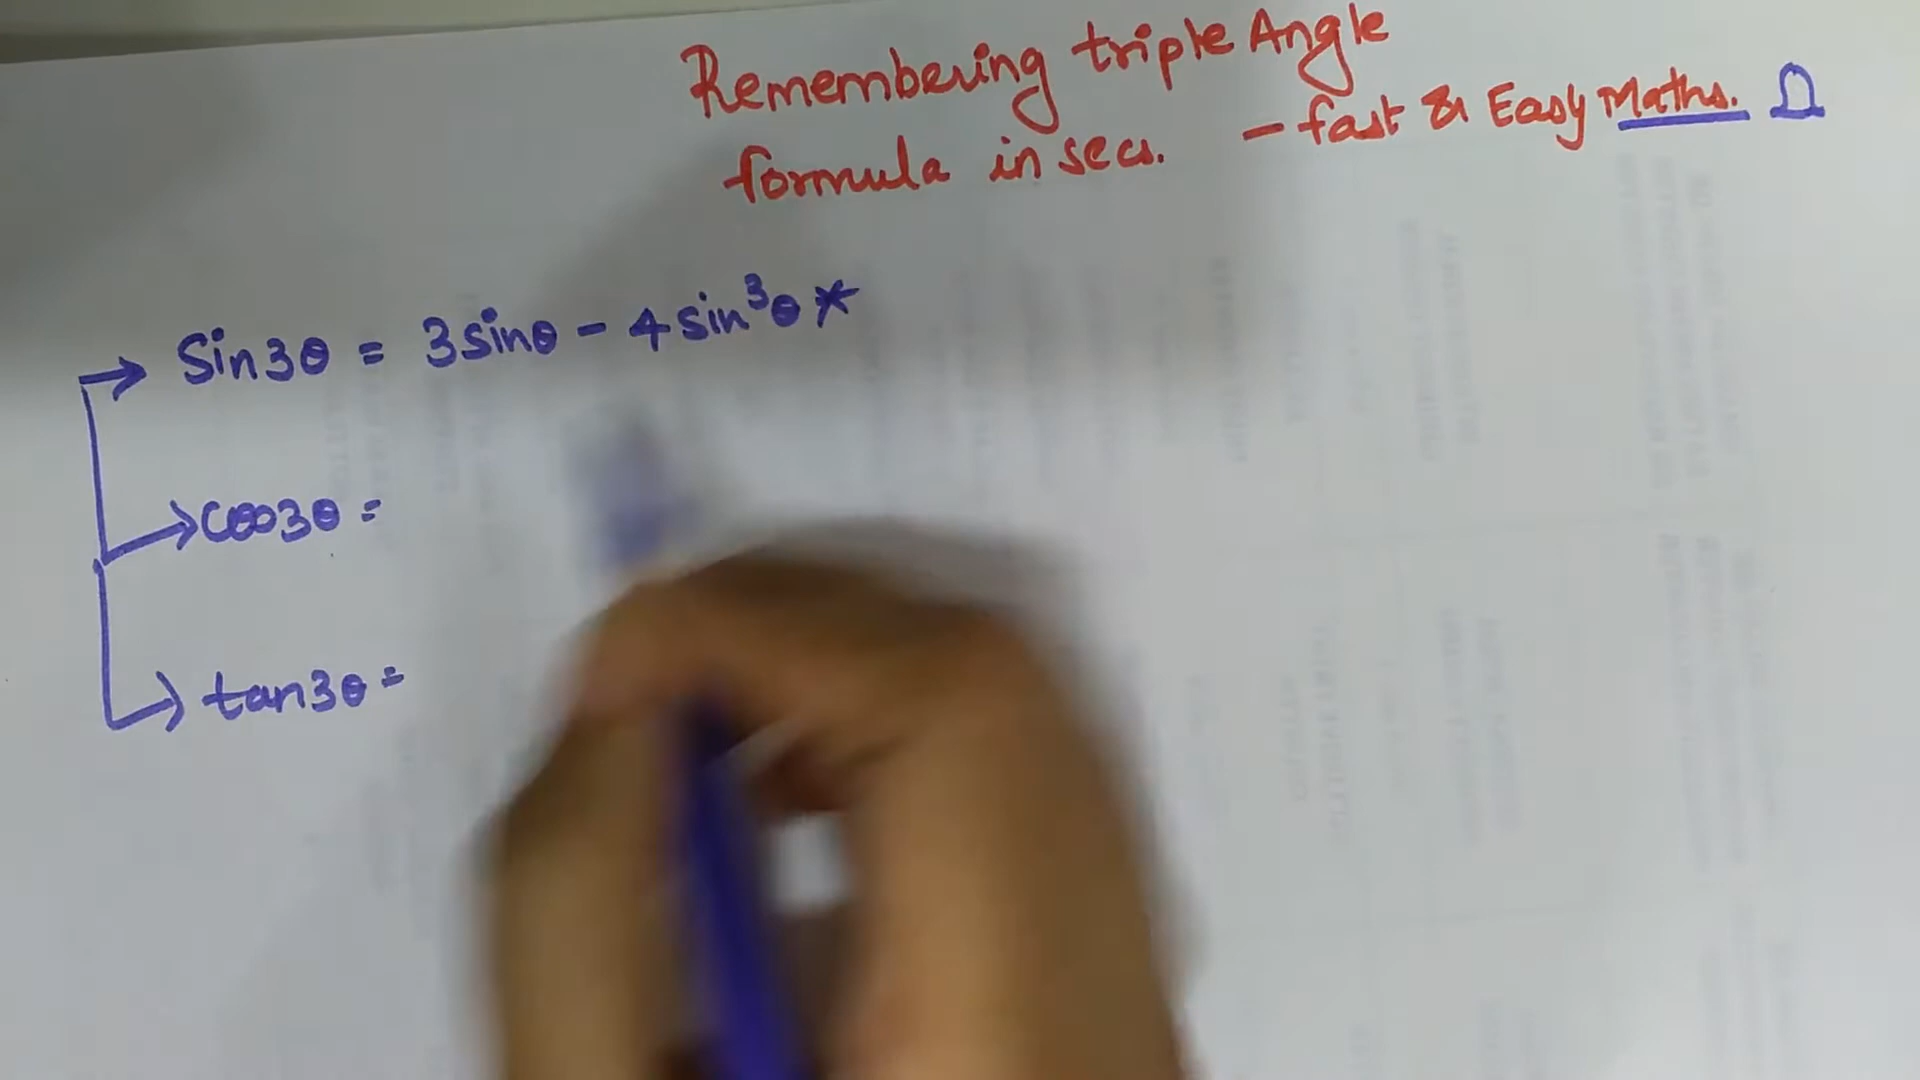 Remembering triple Angle
formula in secs. - fast & Easy Maths.
Sin3θ = 3sinθ - 4sin³θ *
Cos3θ =
tan3θ =